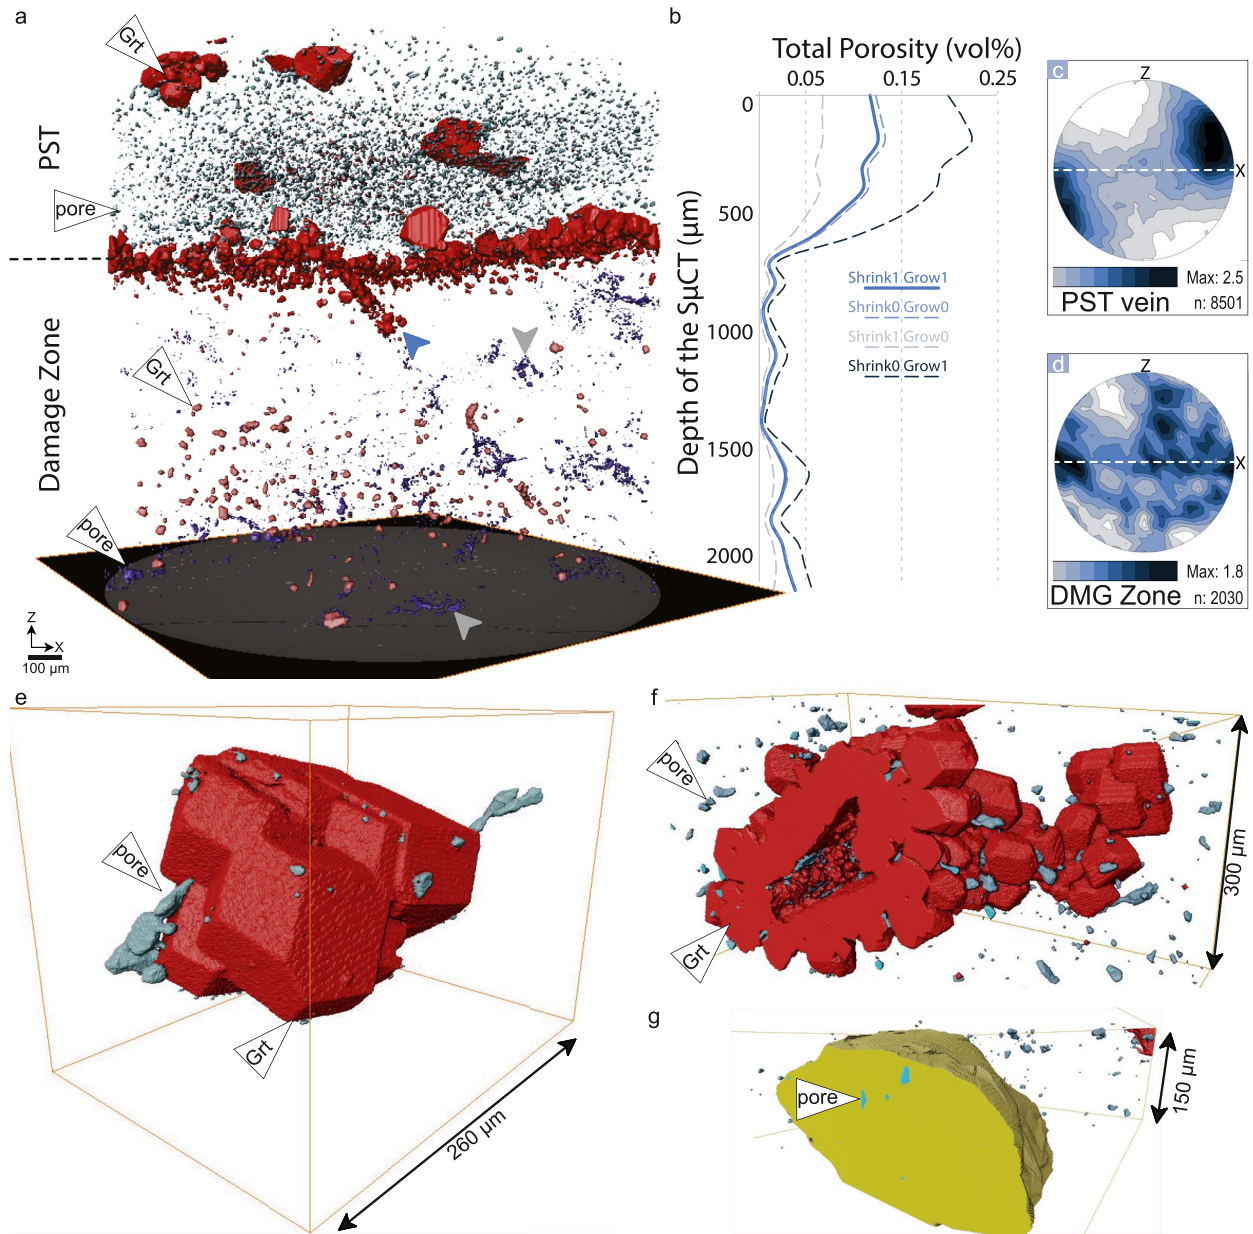 a
Grt
PST
pore
Damage Zone
Grt
pore
Z
X
100 µm
b
Total Porosity (vol%)
0.05
0.15
0.25
Depth of the SµCT (µm)
0
500
1000
1500
2000
Shrink1 Grow1
Shrink0 Grow0
Shrink1 Grow0
Shrink0 Grow1
c
Z
X
Max: 2.5
PST vein
n: 8501
d
Z
X
Max: 1.8
DMG Zone
n: 2030
e
pore
Grt
260 µm
f
pore
Grt
300 µm
g
pore
150 µm